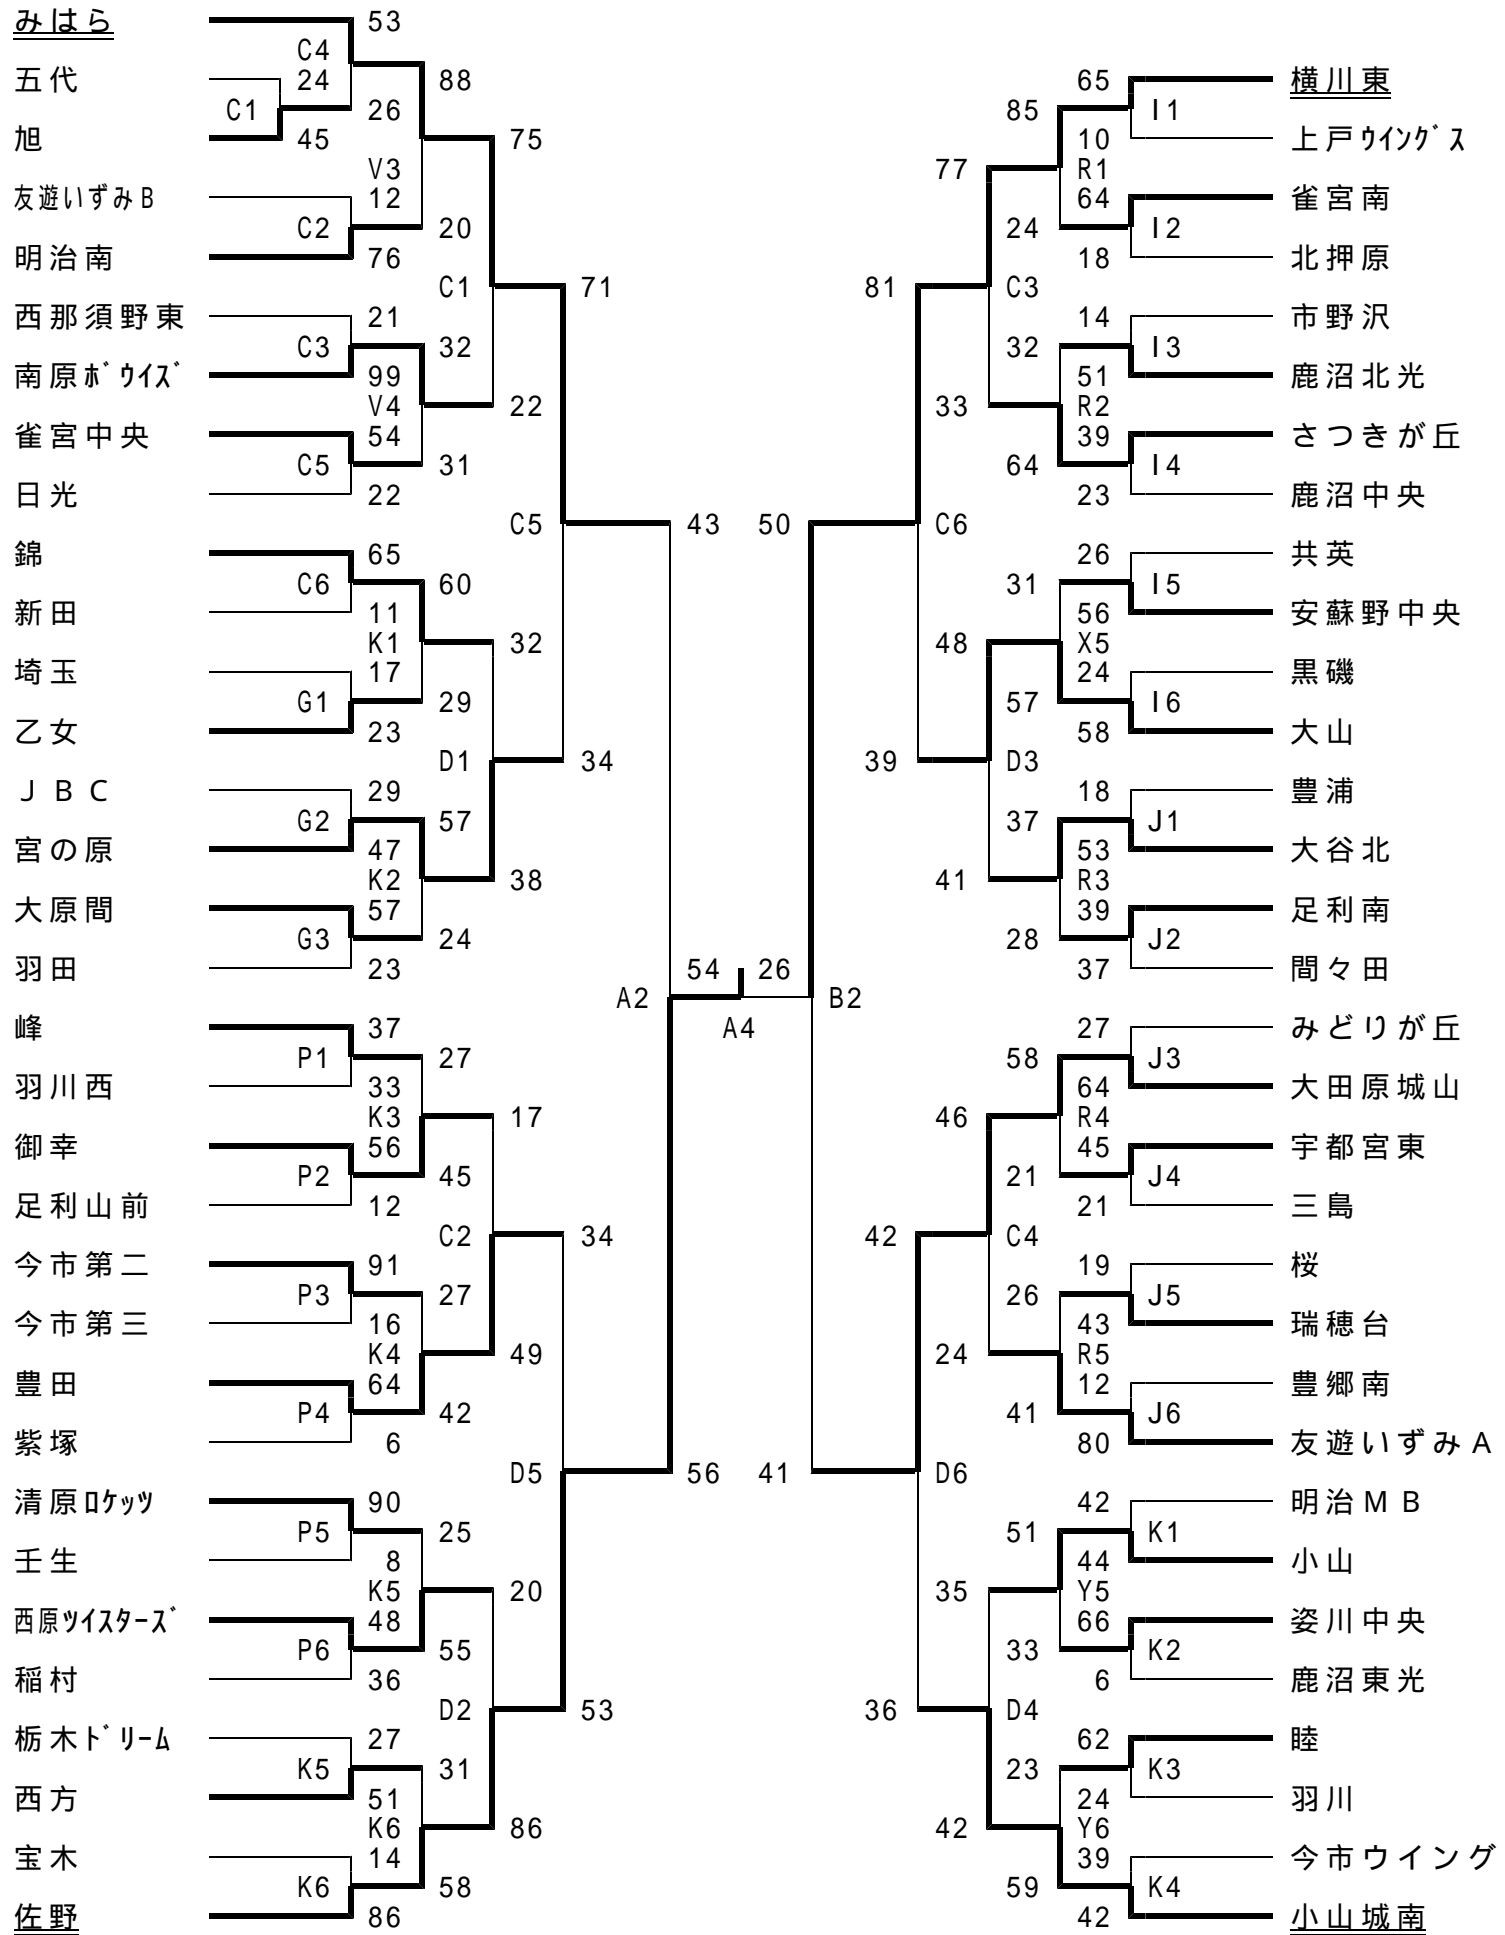 みはら 53
C4
五代 24 88 65 横川東
C1 26 85 I1
旭 45 75 10 上戸ウイングス
V3 77 R1
友遊いずみB 12 64 雀宮南
C2 20 24 I2
明治南 76 18 北押原
C1 71 81 C3
西那須野東 21 14 市野沢
C3 32 32 I3
南原ボウイズ 99 51 鹿沼北光
V4 22 33 R2
雀宮中央 54 39 さつきが丘
C5 31 64 I4
日光 22 23 鹿沼中央
C5 43 50 C6
錦 65 26 共英
C6 60 31 I5
新田 11 56 安蘇野中央
K1 32 48 X5
埼玉 17 24 黒磯
G1 29 57 I6
乙女 23 58 大山
D1 34 39 D3
JBC 29 18 豊浦
G2 57 37 J1
宮の原 47 53 大谷北
K2 38 41 R3
大原間 57 39 足利南
G3 24 28 J2
羽田 23 54 26 37 間々田
A2 B2
峰 37 A4 27 みどりが丘
P1 27 58 J3
羽川西 33 64 大田原城山
K3 17 46 R4
御幸 56 45 宇都宮東
P2 45 21 J4
足利山前 12 21 三島
C2 34 42 C4
今市第二 91 19 桜
P3 27 26 J5
今市第三 16 43 瑞穂台
K4 49 24 R5
豊田 64 12 豊郷南
P4 42 41 J6
紫塚 6 80 友遊いずみA
D5 56 41 D6
清原ロケッツ 90 42 明治MB
P5 25 51 K1
壬生 8 44 小山
K5 20 35 Y5
西原ツイスターズ 48 66 姿川中央
P6 55 33 K2
稲村 36 6 鹿沼東光
D2 53 36 D4
栃木ドリーム 27 62 睦
K5 31 23 K3
西方 51 24 羽川
K6 86 42 Y6
宝木 14 39 今市ウイング
K6 58 59 K4
佐野 86 42 小山城南